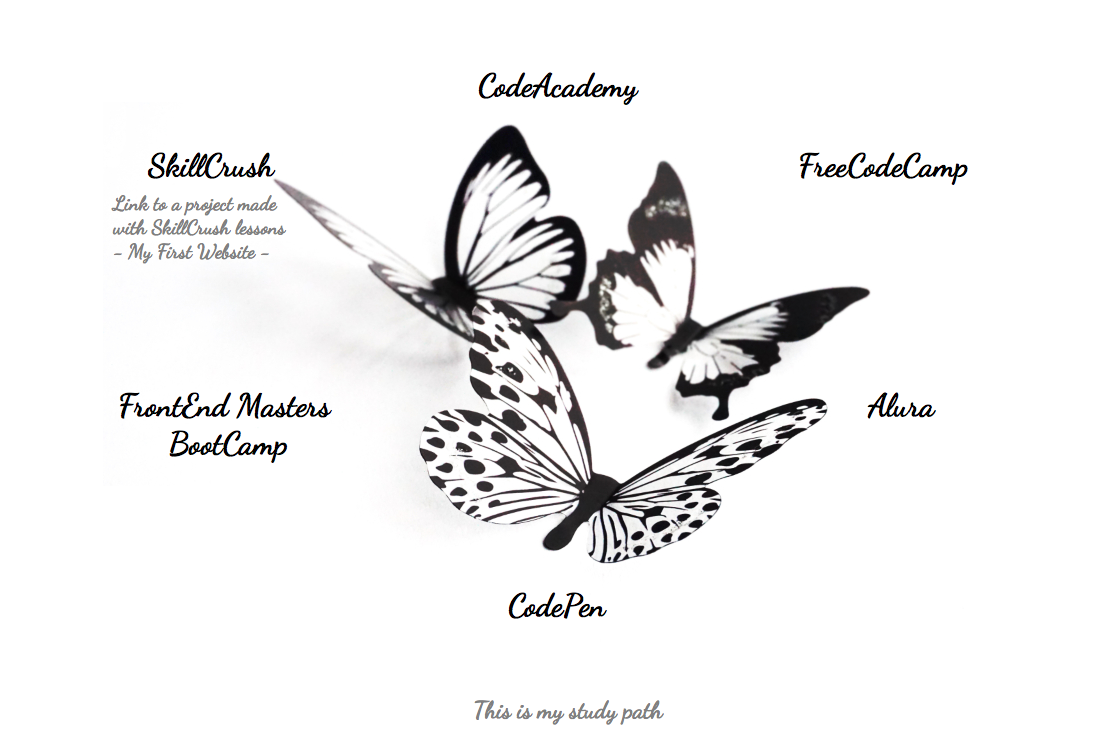 CodeAcademy
SkillCrush
FreeCodeCamp
Link to a project made
with SkillCrush lessons
- My First Website -
FrontEnd Masters
BootCamp
Alura
CodePen
This is my study path